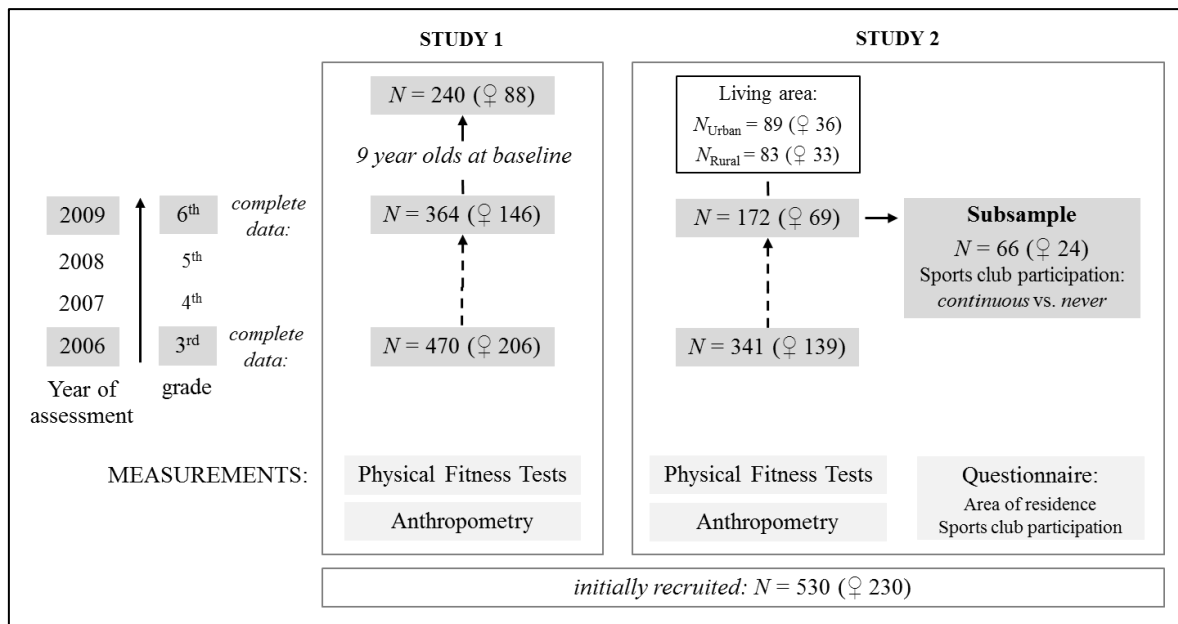 STUDY 1
STUDY 2
N = 240 (♀ 88)
9 year olds at baseline
N = 364 (♀ 146)
N = 470 (♀ 206)
Living area:
N_Urban = 89 (♀ 36)
N_Rural = 83 (♀ 33)
N = 172 (♀ 69)
N = 341 (♀ 139)
Subsample
N = 66 (♀ 24)
Sports club participation:
continuous vs. never
2009
6th
complete
data:
2008
5th
2007
4th
2006
3rd
complete
data:
Year of
assessment
grade
MEASUREMENTS:
Physical Fitness Tests
Anthropometry
Physical Fitness Tests
Anthropometry
Questionnaire:
Area of residence
Sports club participation
initially recruited: N = 530 (♀ 230)